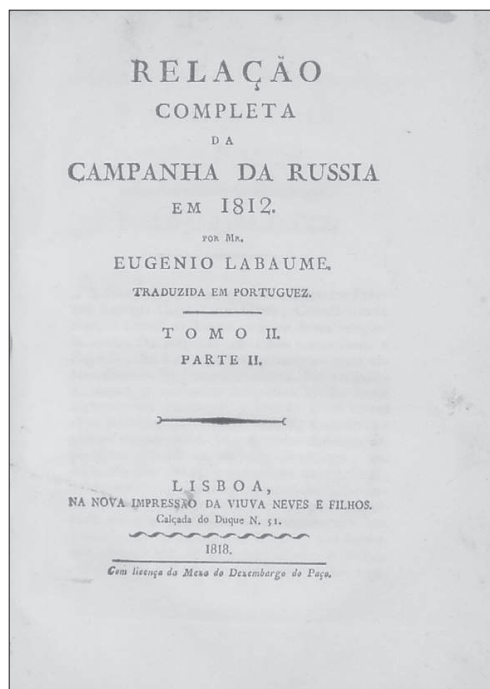 RELAÇÃO
COMPLETA
DA
CAMPANHA DA RUSSIA
EM 1812.
POR MR.
EUGENIO LABAUME,
TRADUZIDA EM PORTUGUEZ.
TOMO II.
PARTE II.
LISBOA,
NA NOVA IMPRESSÃO DA VIUVA NEVES E FILHOS.
Calçada do Duque N. 51.
1818.
Com licença da Meza do Dezembargo do Paço.